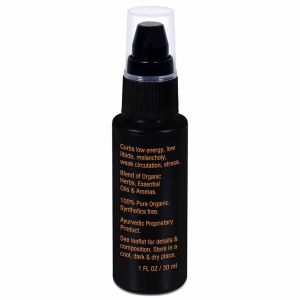 Curbs low energy, low
libido, melancholy,
weak circulation, stress.
Blend of Organic
Herbs, Essential
Oils & Aromas.
100% Pure Organic.
Synthetics free.
Ayurvedic Proprietary
Product.
See leaflet for details &
composition. Store in a
cool, dark & dry place.
1 FL OZ/ 30 ml